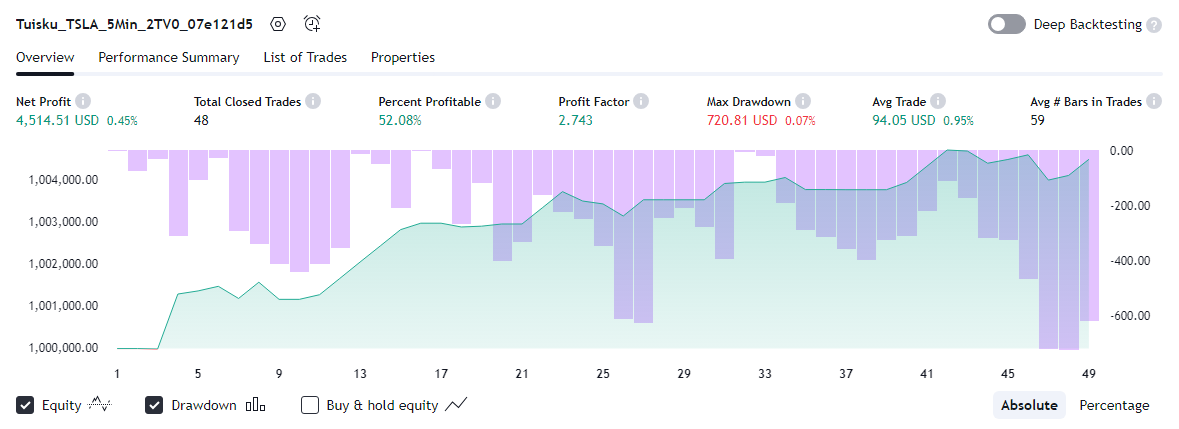 Tuisku_TSLA_5Min_2TV0_07e121d5
Deep Backtesting ?
Overview Performance Summary List of Trades Properties
Net Profit i Total Closed Trades i Percent Profitable i Profit Factor i Max Drawdown i Avg Trade i Avg # Bars in Trades i
4,514.51 USD 0.45% 48 52.08% 2.743 720.81 USD 0.07% 94.05 USD 0.95% 59
0.00
1,004,000.00
-200.00
1,003,000.00
1,002,000.00
-400.00
1,001,000.00
-600.00
1,000,000.00
1 5 9 13 17 21 25 29 33 37 41 45 49
Equity Drawdown Buy & hold equity Absolute Percentage